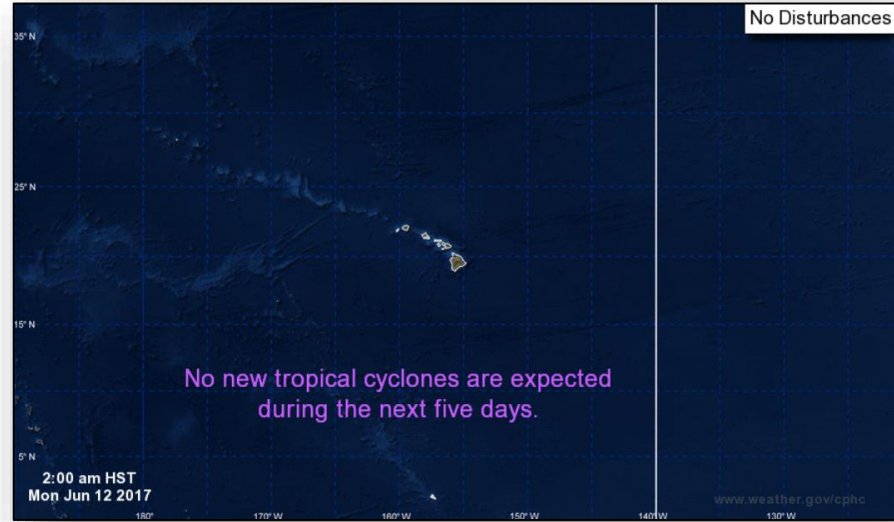 No Disturbances
35° N
25° N
15° N
No new tropical cyclones are expected
during the next five days.
5° N
2:00 am HST
Mon Jun 12 2017
www.weather.gov/cphc
180°
170° W
160° W
150° W
140° W
130° W